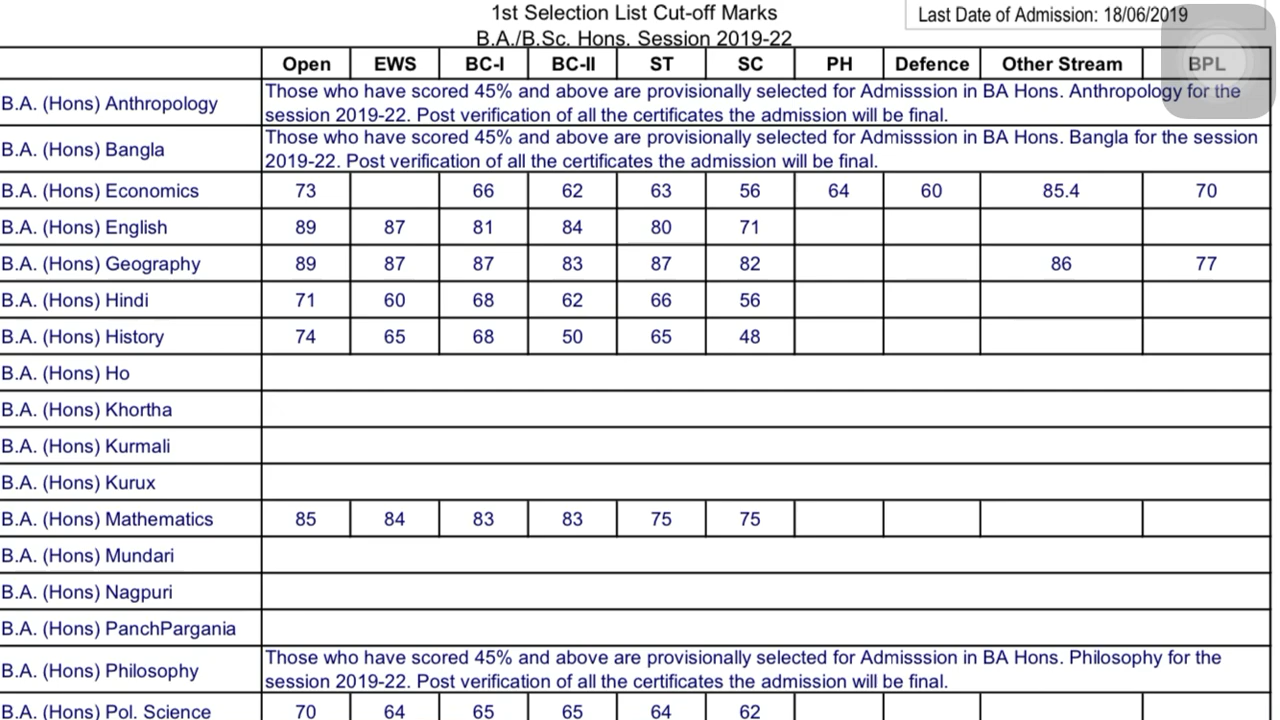 1st Selection List Cut-off Marks
Last Date of Admission: 18/06/2019
B.A./B.Sc. Hons. Session 2019-22
Open EWS BC-I BC-II ST SC PH Defence Other Stream BPL
B.A. (Hons) Anthropology Those who have scored 45% and above are provisionally selected for Admisssion in BA Hons. Anthropology for the
session 2019-22. Post verification of all the certificates the admission will be final.
B.A. (Hons) Bangla Those who have scored 45% and above are provisionally selected for Admisssion in BA Hons. Bangla for the session
2019-22. Post verification of all the certificates the admission will be final.
B.A. (Hons) Economics 73 66 62 63 56 64 60 85.4 70
B.A. (Hons) English 89 87 81 84 80 71
B.A. (Hons) Geography 89 87 87 83 87 82 86 77
B.A. (Hons) Hindi 71 60 68 62 66 56
B.A. (Hons) History 74 65 68 50 65 48
B.A. (Hons) Ho
B.A. (Hons) Khortha
B.A. (Hons) Kurmali
B.A. (Hons) Kurux
B.A. (Hons) Mathematics 85 84 83 83 75 75
B.A. (Hons) Mundari
B.A. (Hons) Nagpuri
B.A. (Hons) PanchPargania
B.A. (Hons) Philosophy Those who have scored 45% and above are provisionally selected for Admisssion in BA Hons. Philosophy for the
session 2019-22. Post verification of all the certificates the admission will be final.
B.A. (Hons) Pol. Science 70 64 65 65 64 62